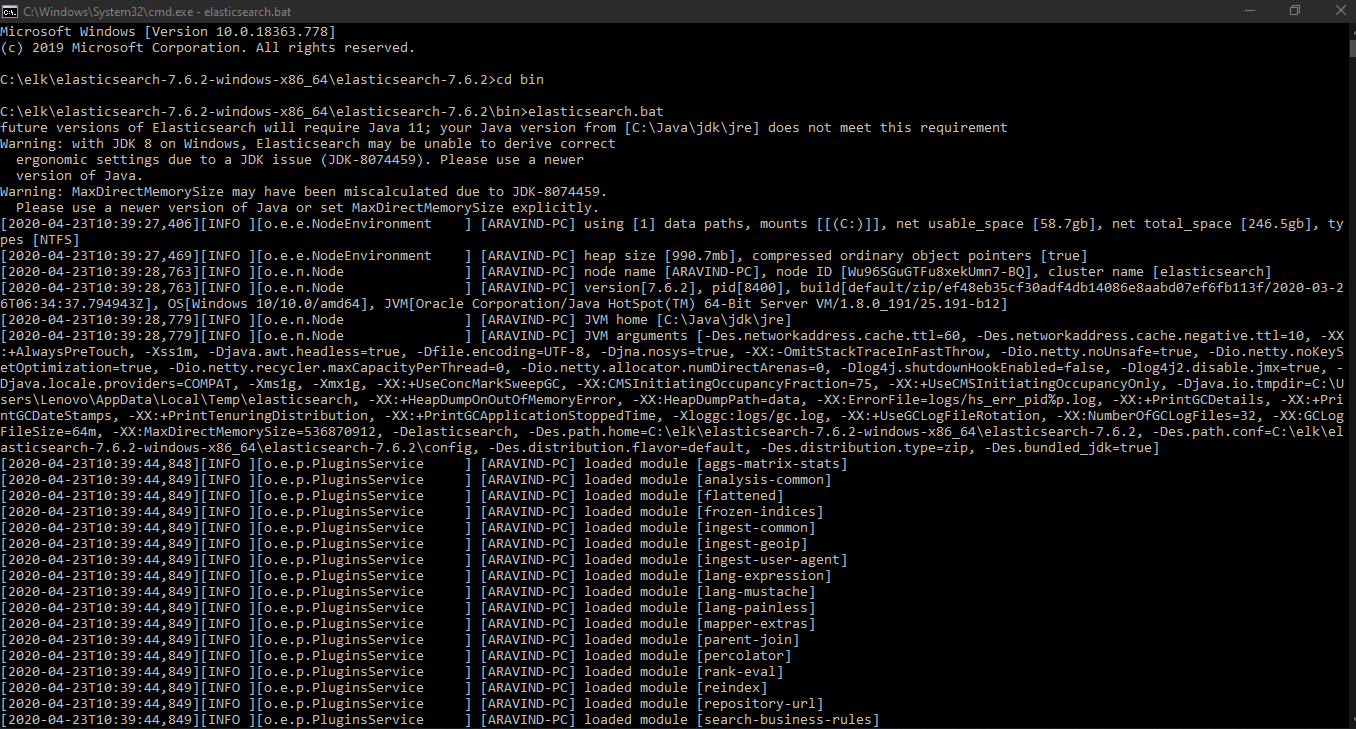 C:\Windows\System32\cmd.exe - elasticsearch.bat
Microsoft Windows [Version 10.0.18363.778]
(c) 2019 Microsoft Corporation. All rights reserved.
C:\elk\elasticsearch-7.6.2-windows-x86_64\elasticsearch-7.6.2>cd bin
C:\elk\elasticsearch-7.6.2-windows-x86_64\elasticsearch-7.6.2\bin>elasticsearch.bat
future versions of Elasticsearch will require Java 11; your Java version from [C:\Java\jdk\jre] does not meet this requirement
Warning: with JDK 8 on Windows, Elasticsearch may be unable to derive correct
  ergonomic settings due to a JDK issue (JDK-8074459). Please use a newer
  version of Java.
Warning: MaxDirectMemorySize may have been miscalculated due to JDK-8074459.
  Please use a newer version of Java or set MaxDirectMemorySize explicitly.
[2020-04-23T10:39:27,406][INFO ][o.e.e.NodeEnvironment    ] [ARAVIND-PC] using [1] data paths, mounts [[(C:)]], net usable_space [58.7gb], net total_space [246.5gb], ty
pes [NTFS]
[2020-04-23T10:39:27,469][INFO ][o.e.e.NodeEnvironment    ] [ARAVIND-PC] heap size [990.7mb], compressed ordinary object pointers [true]
[2020-04-23T10:39:28,763][INFO ][o.e.n.Node               ] [ARAVIND-PC] node name [ARAVIND-PC], node ID [Wu96SGuGTFu8xekUmn7-BQ], cluster name [elasticsearch]
[2020-04-23T10:39:28,763][INFO ][o.e.n.Node               ] [ARAVIND-PC] version[7.6.2], pid[8400], build[default/zip/ef48eb35cf30adf4db14086e8aabd07ef6fb113f/2020-03-2
6T06:34:37.794943Z], OS[Windows 10/10.0/amd64], JVM[Oracle Corporation/Java HotSpot(TM) 64-Bit Server VM/1.8.0_191/25.191-b12]
[2020-04-23T10:39:28,779][INFO ][o.e.n.Node               ] [ARAVIND-PC] JVM home [C:\Java\jdk\jre]
[2020-04-23T10:39:28,779][INFO ][o.e.n.Node               ] [ARAVIND-PC] JVM arguments [-Des.networkaddress.cache.ttl=60, -Des.networkaddress.cache.negative.ttl=10, -XX
:+AlwaysPreTouch, -Xss1m, -Djava.awt.headless=true, -Dfile.encoding=UTF-8, -Djna.nosys=true, -XX:-OmitStackTraceInFastThrow, -Dio.netty.noUnsafe=true, -Dio.netty.noKeyS
etOptimization=true, -Dio.netty.recycler.maxCapacityPerThread=0, -Dio.netty.allocator.numDirectArenas=0, -Dlog4j.shutdownHookEnabled=false, -Dlog4j2.disable.jmx=true, -
Djava.locale.providers=COMPAT, -Xms1g, -Xmx1g, -XX:+UseConcMarkSweepGC, -XX:CMSInitiatingOccupancyFraction=75, -XX:+UseCMSInitiatingOccupancyOnly, -Djava.io.tmpdir=C:\U
sers\Lenovo\AppData\Local\Temp\elasticsearch, -XX:+HeapDumpOnOutOfMemoryError, -XX:HeapDumpPath=data, -XX:ErrorFile=logs/hs_err_pid%p.log, -XX:+PrintGCDetails, -XX:+Pri
ntGCDateStamps, -XX:+PrintTenuringDistribution, -XX:+PrintGCApplicationStoppedTime, -Xloggc:logs/gc.log, -XX:+UseGCLogFileRotation, -XX:NumberOfGCLogFiles=32, -XX:GCLog
FileSize=64m, -XX:MaxDirectMemorySize=536870912, -Delasticsearch, -Des.path.home=C:\elk\elasticsearch-7.6.2-windows-x86_64\elasticsearch-7.6.2, -Des.path.conf=C:\elk\el
asticsearch-7.6.2-windows-x86_64\elasticsearch-7.6.2\config, -Des.distribution.flavor=default, -Des.distribution.type=zip, -Des.bundled_jdk=true]
[2020-04-23T10:39:44,848][INFO ][o.e.p.PluginsService     ] [ARAVIND-PC] loaded module [aggs-matrix-stats]
[2020-04-23T10:39:44,849][INFO ][o.e.p.PluginsService     ] [ARAVIND-PC] loaded module [analysis-common]
[2020-04-23T10:39:44,849][INFO ][o.e.p.PluginsService     ] [ARAVIND-PC] loaded module [flattened]
[2020-04-23T10:39:44,849][INFO ][o.e.p.PluginsService     ] [ARAVIND-PC] loaded module [frozen-indices]
[2020-04-23T10:39:44,849][INFO ][o.e.p.PluginsService     ] [ARAVIND-PC] loaded module [ingest-common]
[2020-04-23T10:39:44,849][INFO ][o.e.p.PluginsService     ] [ARAVIND-PC] loaded module [ingest-geoip]
[2020-04-23T10:39:44,849][INFO ][o.e.p.PluginsService     ] [ARAVIND-PC] loaded module [ingest-user-agent]
[2020-04-23T10:39:44,849][INFO ][o.e.p.PluginsService     ] [ARAVIND-PC] loaded module [lang-expression]
[2020-04-23T10:39:44,849][INFO ][o.e.p.PluginsService     ] [ARAVIND-PC] loaded module [lang-mustache]
[2020-04-23T10:39:44,849][INFO ][o.e.p.PluginsService     ] [ARAVIND-PC] loaded module [lang-painless]
[2020-04-23T10:39:44,849][INFO ][o.e.p.PluginsService     ] [ARAVIND-PC] loaded module [mapper-extras]
[2020-04-23T10:39:44,849][INFO ][o.e.p.PluginsService     ] [ARAVIND-PC] loaded module [parent-join]
[2020-04-23T10:39:44,849][INFO ][o.e.p.PluginsService     ] [ARAVIND-PC] loaded module [percolator]
[2020-04-23T10:39:44,849][INFO ][o.e.p.PluginsService     ] [ARAVIND-PC] loaded module [rank-eval]
[2020-04-23T10:39:44,849][INFO ][o.e.p.PluginsService     ] [ARAVIND-PC] loaded module [reindex]
[2020-04-23T10:39:44,849][INFO ][o.e.p.PluginsService     ] [ARAVIND-PC] loaded module [repository-url]
[2020-04-23T10:39:44,849][INFO ][o.e.p.PluginsService     ] [ARAVIND-PC] loaded module [search-business-rules]